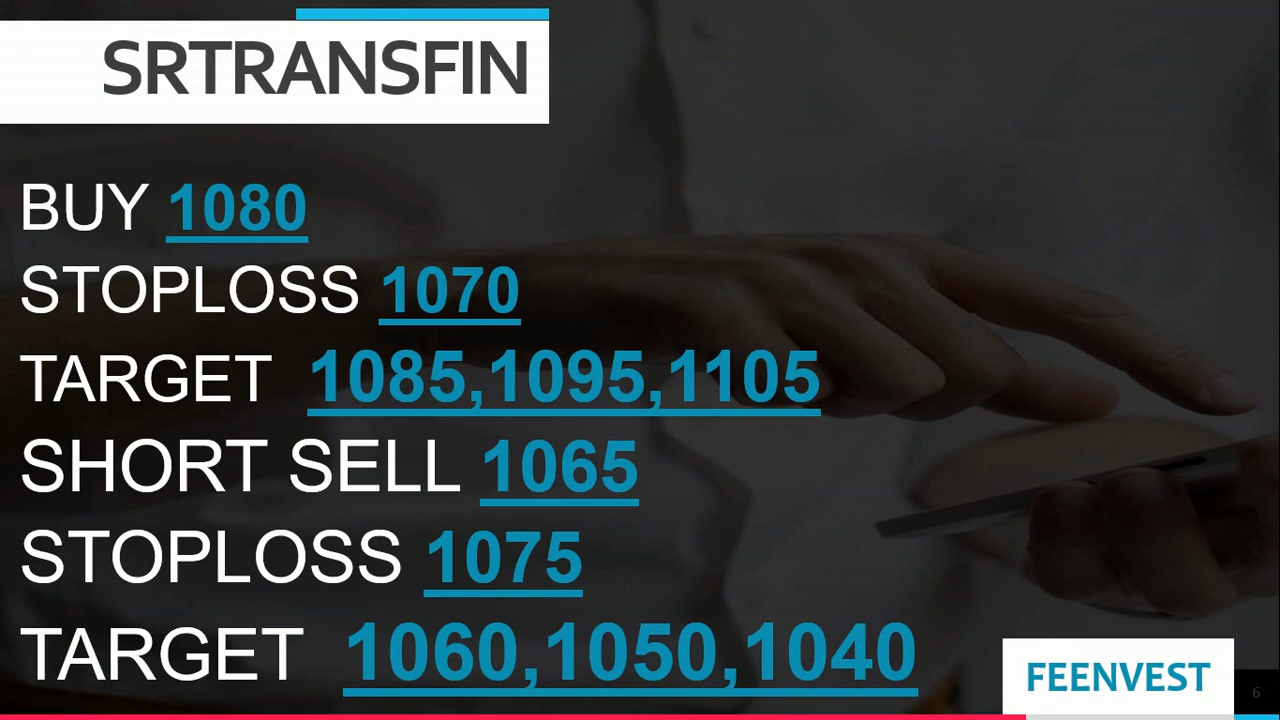 SRTRANSFIN
BUY 1080
STOPLOSS 1070
TARGET 1085,1095,1105
SHORT SELL 1065
STOPLOSS 1075
TARGET 1060,1050,1040
FEENVEST
6